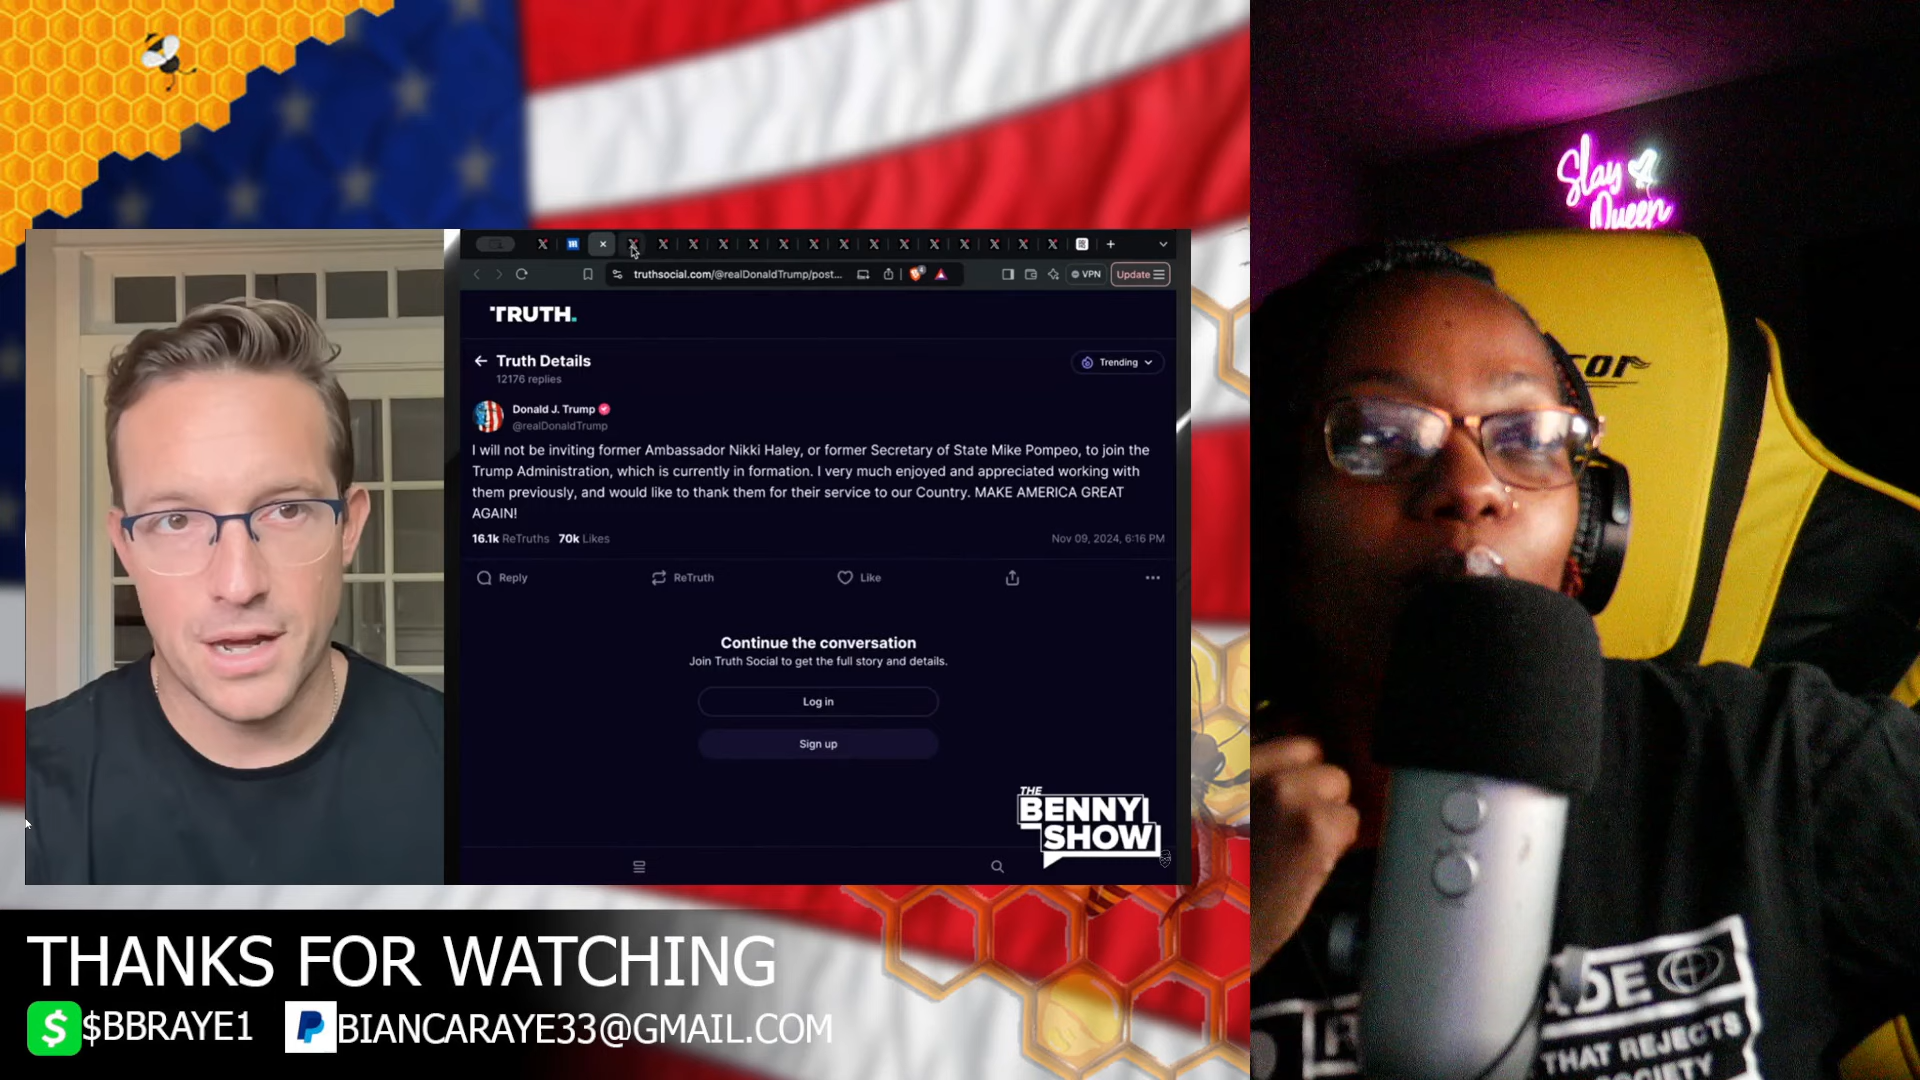 Slay
Queen
truthsocial.com/@realDonaldTrump/post...
VPN
Update
TRUTH.
Truth Details
12176 replies
Trending
Donald J. Trump
@realDonaldTrump
I will not be inviting former Ambassador Nikki Haley, or former Secretary of State Mike Pompeo, to join the
Trump Administration, which is currently in formation. I very much enjoyed and appreciated working with
them previously, and would like to thank them for their service to our Country. MAKE AMERICA GREAT
AGAIN!
16.1k ReTruths 70k Likes
Nov 09, 2024, 6:16 PM
Reply
ReTruth
Like
Continue the conversation
Join Truth Social to get the full story and details.
Log in
Sign up
THE
BENNY
SHOW
THANKS FOR WATCHING
$BBRAYE1
BIANCARAYE33@GMAIL.COM
THAT REJECTS